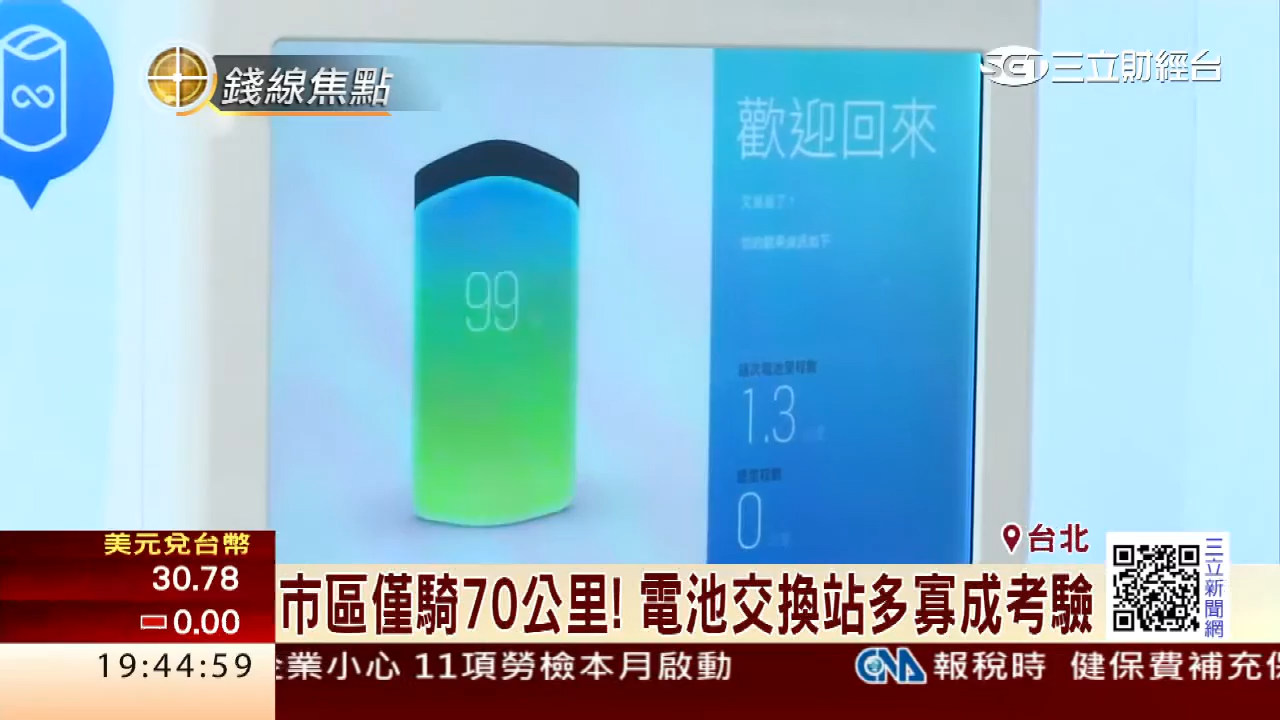 錢線焦點
SET 三立財經台
歡迎回來
99
1.3
0
台北
美元兌台幣
30.78
0.00
市區僅騎70公里! 電池交換站多寡成考驗
三立新聞網
19:44:59
企業小心 11項勞檢本月啟動
CNA 報稅時 健保費補充保